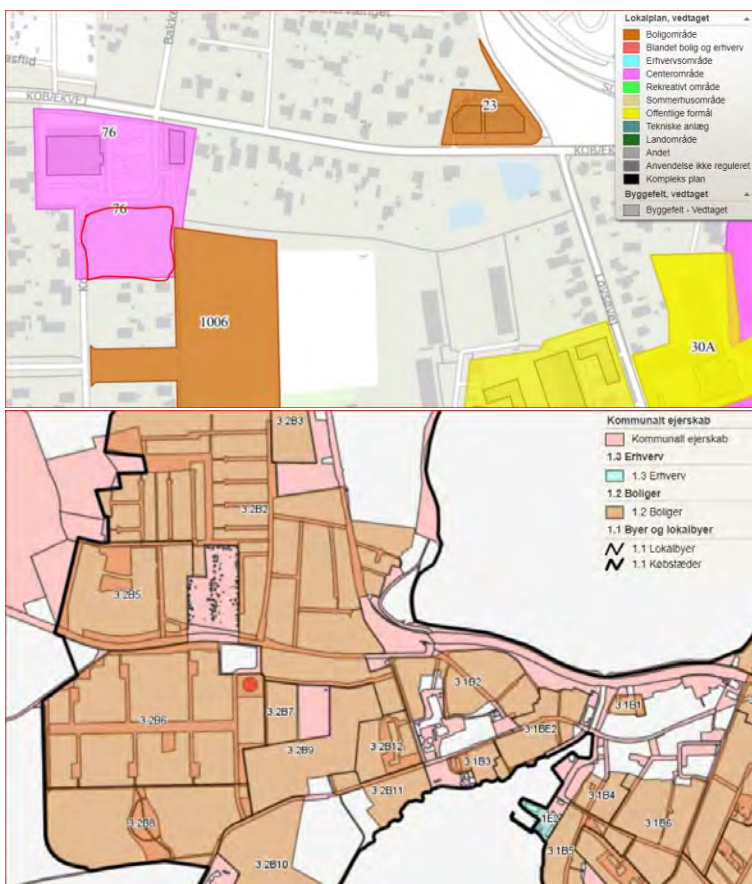 Lokalplan, vedtaget
Boligområde
Blandet bolig og erhverv
Erhvervsområde
Centerområde
Rekreativt område
Sommerhusområde
Offentlige formål
Tekniske anlæg
Landområde
Andet
Anvendelse ikke reguleret
Kompleks plan
Byggefelt, vedtaget
Byggefelt - Vedtaget
KOBÆKVEJ
76
23
76
1006
30A
Kommunalt ejerskab
Kommunalt ejerskab
1.3 Erhverv
1.3 Erhverv
1.2 Boliger
1.2 Boliger
1.1 Byer og lokalbyer
1.1 Lokalbyer
1.1 Købstæder
3.2B3
3.2B2
3.2B5
3.2B6
3.2B7
3.2B9
3.2B12
3.1B2
3.1BE2
3.1B1
3.1B3
3.2B11
3.1B4
3.1B6
3.1B5
3.2B8
3.2B10